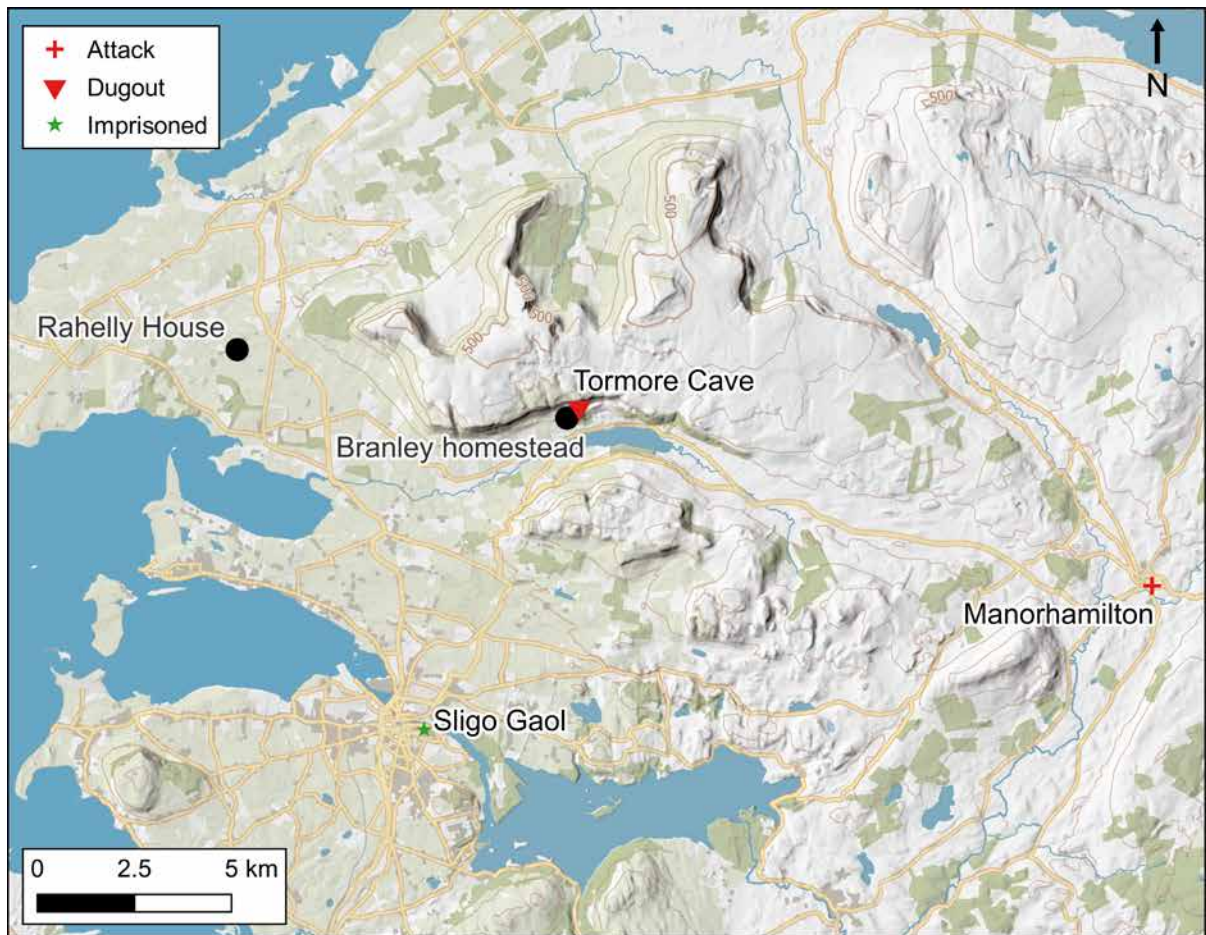 Attack
Dugout
Imprisoned
N
500
500
500
500
500
Rahelly House
Tormore Cave
Branley homestead
Manorhamilton
Sligo Gaol
0 2.5 5 km